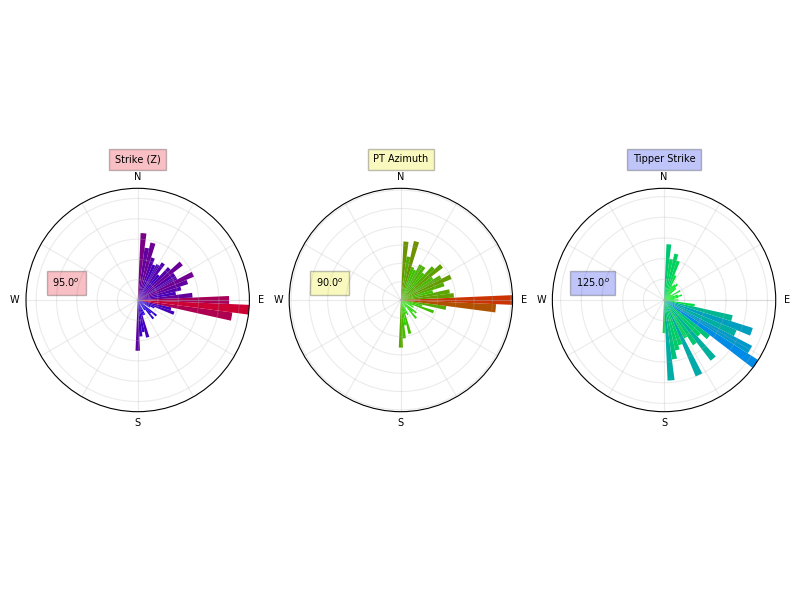 Strike (Z)
N
W
E
S
95.0°
PT Azimuth
N
W
E
S
90.0°
Tipper Strike
N
W
E
S
125.0°